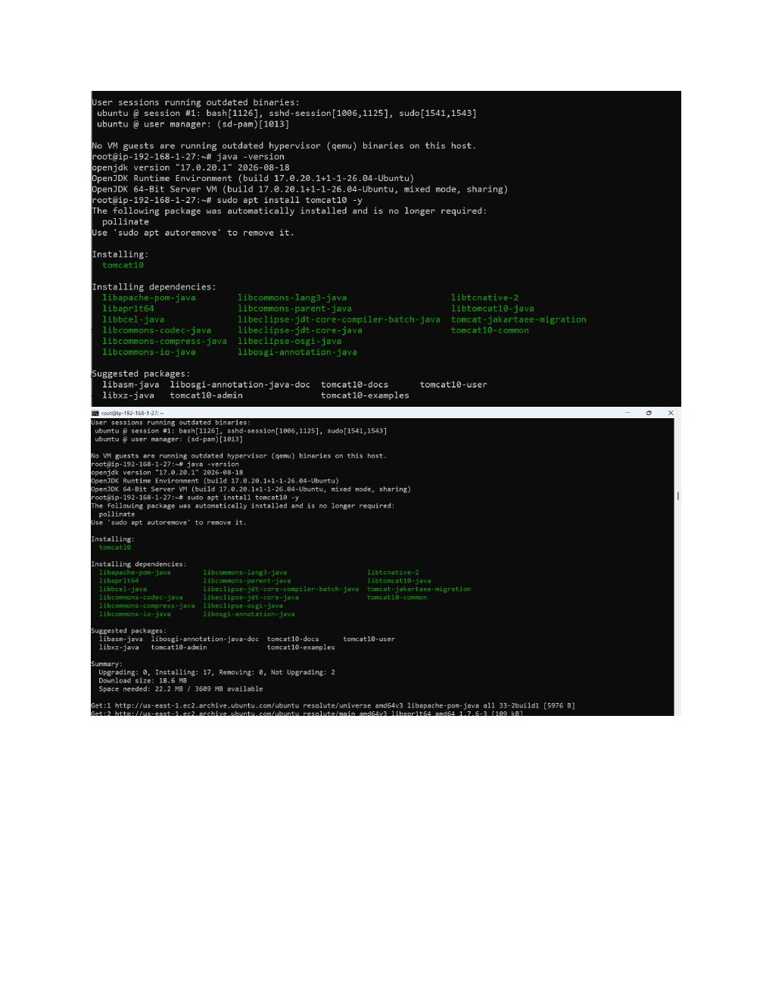 User sessions running outdated binaries:
ubuntu @ session #1: bash[1126], sshd-session[1006,1125], sudo[1541,1543]
ubuntu @ user manager: (sd-pam)[1013]
No VM guests are running outdated hypervisor (qemu) binaries on this host.
root@ip-192-168-1-27:~# java -version
openjdk version "17.0.20.1" 2026-08-18
OpenJDK Runtime Environment (build 17.0.20.1+1-1-26.04-Ubuntu)
OpenJDK 64-Bit Server VM (build 17.0.20.1+1-1-26.04-Ubuntu, mixed mode, sharing)
root@ip-192-168-1-27:~# sudo apt install tomcat10 -y
The following package was automatically installed and is no longer required:
pollinate
Use 'sudo apt autoremove' to remove it.
Installing:
tomcat10
Installing dependencies:
libapache-pom-java libcommons-lang3-java libtcnative-2
libapr1t64 libcommons-parent-java libtomcat10-java
libbcel-java libeclipse-jdt-core-compiler-batch-java tomcat-jakartaee-migration
libcommons-codec-java libeclipse-jdt-core-java tomcat10-common
libcommons-compress-java libeclipse-osgi-java
libcommons-io-java libosgi-annotation-java
Suggested packages:
libasm-java libosgi-annotation-java-doc tomcat10-docs tomcat10-user
libxz-java tomcat10-admin tomcat10-examples
root@ip-192-168-1-27: ~
User sessions running outdated binaries:
ubuntu @ session #1: bash[1126], sshd-session[1006,1125], sudo[1541,1543]
ubuntu @ user manager: (sd-pam)[1013]
No VM guests are running outdated hypervisor (qemu) binaries on this host.
root@ip-192-168-1-27:~# java -version
openjdk version "17.0.20.1" 2026-08-18
OpenJDK Runtime Environment (build 17.0.20.1+1-1-26.04-Ubuntu)
OpenJDK 64-Bit Server VM (build 17.0.20.1+1-1-26.04-Ubuntu, mixed mode, sharing)
root@ip-192-168-1-27:~# sudo apt install tomcat10 -y
The following package was automatically installed and is no longer required:
pollinate
Use 'sudo apt autoremove' to remove it.
Installing:
tomcat10
Installing dependencies:
libapache-pom-java libcommons-lang3-java libtcnative-2
libapr1t64 libcommons-parent-java libtomcat10-java
libbcel-java libeclipse-jdt-core-compiler-batch-java tomcat-jakartaee-migration
libcommons-codec-java libeclipse-jdt-core-java tomcat10-common
libcommons-compress-java libeclipse-osgi-java
libcommons-io-java libosgi-annotation-java
Suggested packages:
libasm-java libosgi-annotation-java-doc tomcat10-docs tomcat10-user
libxz-java tomcat10-admin tomcat10-examples
Summary:
Upgrading: 0, Installing: 17, Removing: 0, Not Upgrading: 2
Download size: 18.6 MB
Space needed: 22.2 MB / 3609 MB available
Get:1 http://us-east-1.ec2.archive.ubuntu.com/ubuntu resolute/universe amd64v3 libapache-pom-java all 33-2build1 [5976 B]
Get:2 http://us-east-1.ec2.archive.ubuntu.com/ubuntu resolute/main amd64v3 libapr1t64 amd64 1.7.6-3 [109 kB]